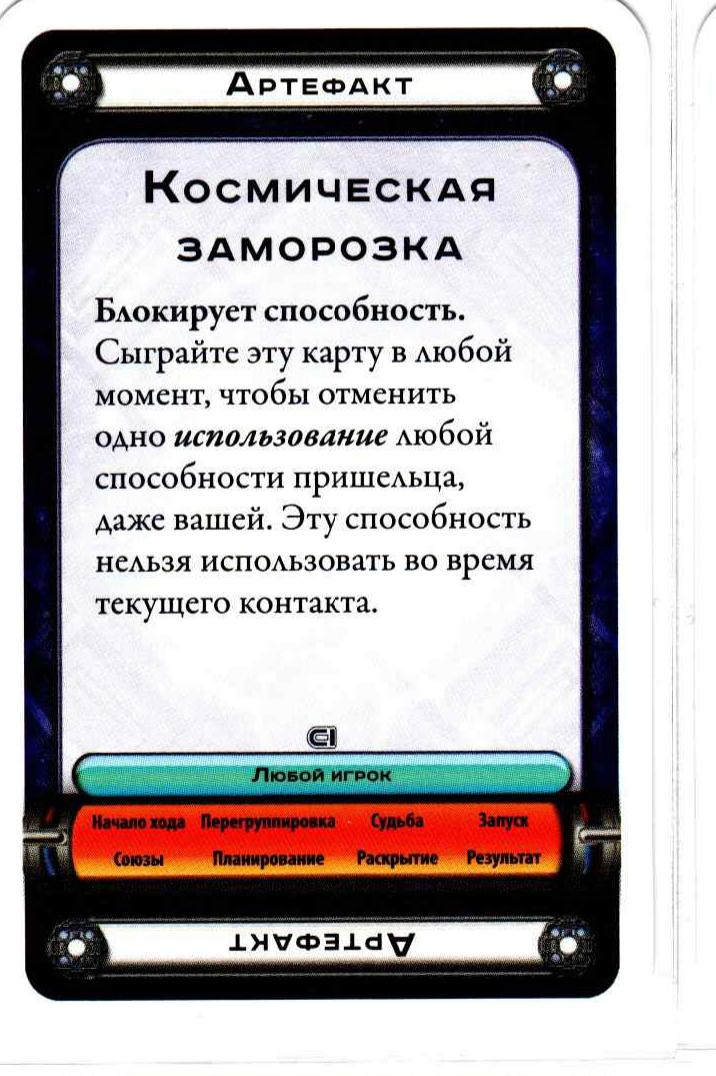 Артефакт
Космическая
заморозка
Блокирует способность.
Сыграйте эту карту в любой
момент, чтобы отменить
одно использование любой
способности пришельца,
даже вашей. Эту способность
нельзя использовать во время
текущего контакта.
Любой игрок
Начало хода Перегруппировка Судьба Запуск
Союзы Планирование Раскрытие Результат
Артефакт